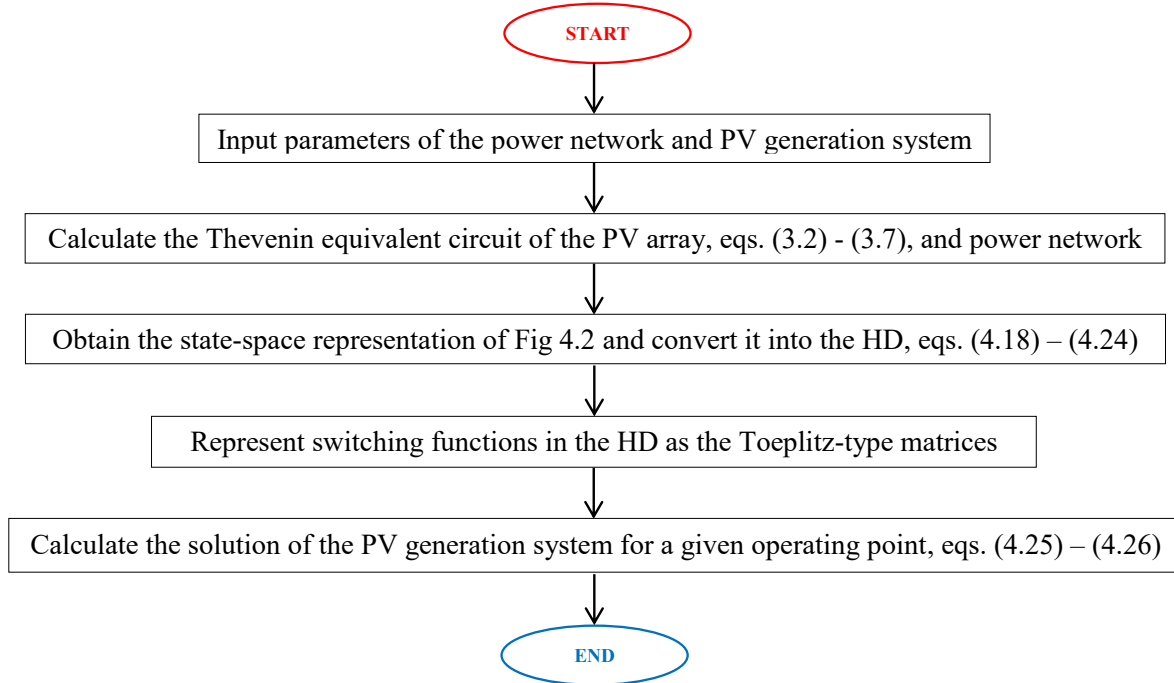 START
Input parameters of the power network and PV generation system
Calculate the Thevenin equivalent circuit of the PV array, eqs. (3.2) - (3.7), and power network
Obtain the state-space representation of Fig 4.2 and convert it into the HD, eqs. (4.18) – (4.24)
Represent switching functions in the HD as the Toeplitz-type matrices
Calculate the solution of the PV generation system for a given operating point, eqs. (4.25) – (4.26)
END